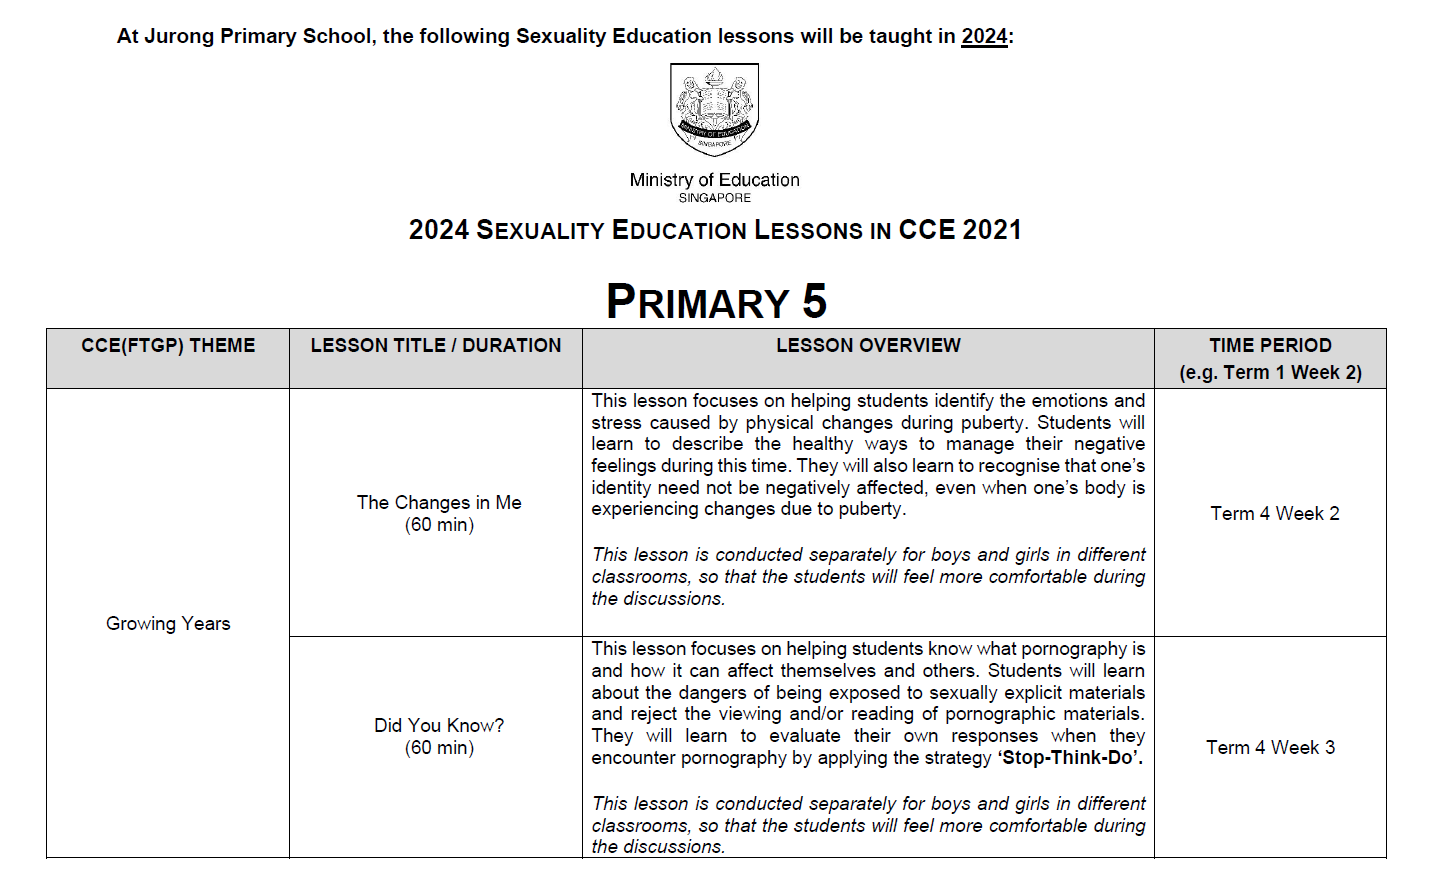 At Jurong Primary School, the following Sexuality Education lessons will be taught in 2024:
MINISTRY OF EDUCATION
SINGAPORE
Ministry of Education
SINGAPORE
2024 SEXUALITY EDUCATION LESSONS IN CCE 2021
PRIMARY 5
CCE(FTGP) THEME
LESSON TITLE / DURATION
LESSON OVERVIEW
TIME PERIOD
(e.g. Term 1 Week 2)
Growing Years
The Changes in Me
(60 min)
This lesson focuses on helping students identify the emotions and
stress caused by physical changes during puberty. Students will
learn to describe the healthy ways to manage their negative
feelings during this time. They will also learn to recognise that one’s
identity need not be negatively affected, even when one’s body is
experiencing changes due to puberty.
This lesson is conducted separately for boys and girls in different
classrooms, so that the students will feel more comfortable during
the discussions.
Term 4 Week 2
Did You Know?
(60 min)
This lesson focuses on helping students know what pornography is
and how it can affect themselves and others. Students will learn
about the dangers of being exposed to sexually explicit materials
and reject the viewing and/or reading of pornographic materials.
They will learn to evaluate their own responses when they
encounter pornography by applying the strategy ‘Stop-Think-Do’.
This lesson is conducted separately for boys and girls in different
classrooms, so that the students will feel more comfortable during
the discussions.
Term 4 Week 3